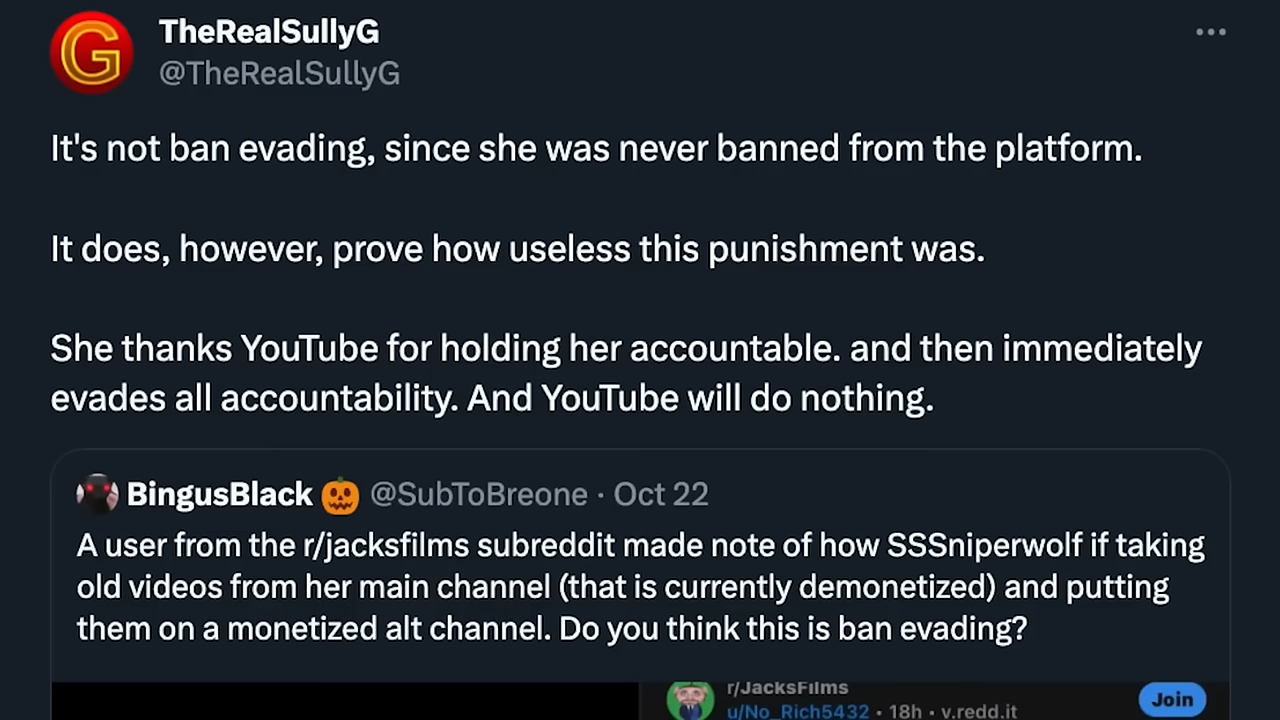 G
TheRealSullyG
@TheRealSullyG
It's not ban evading, since she was never banned from the platform.
It does, however, prove how useless this punishment was.
She thanks YouTube for holding her accountable. and then immediately
evades all accountability. And YouTube will do nothing.
BingusBlack 🎃 @SubToBreone · Oct 22
A user from the r/jacksfilms subreddit made note of how SSSniperwolf if taking
old videos from her main channel (that is currently demonetized) and putting
them on a monetized alt channel. Do you think this is ban evading?
r/JacksFilms
Join
u/No_Rich5432 • 18h • v.redd.it